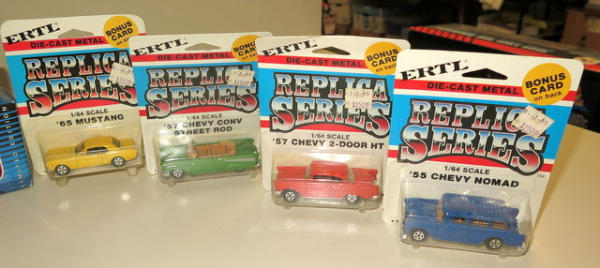 ERTL
BONUS
CARD
on back
DIE-CAST METAL
REPLICA
SERIES
1/64 SCALE
'65 MUSTANG
ERTL
BONUS
CARD
DIE-CAST METAL
REPLICA
SERIES
1/64 SCALE
'57 CHEVY CONV
STREET ROD
ERTL
BONUS
CARD
on back
DIE-CAST METAL
REPLICA
SERIES
1/64 SCALE
'57 CHEVY 2-DOOR HT
ERTL
BONUS
CARD
on back
DIE-CAST METAL
REPLICA
SERIES
TM
1/64 SCALE
'55 CHEVY NOMAD